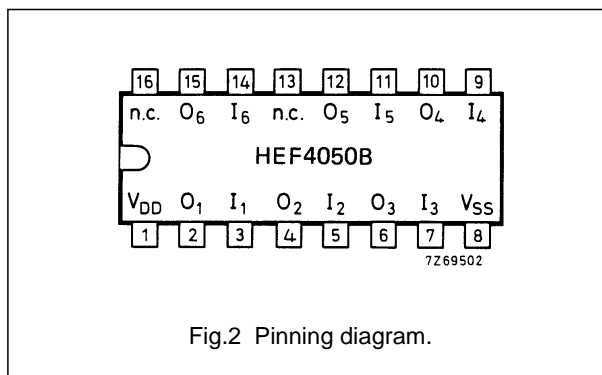 16 15 14 13 12 11 10 9
n.c. O6 I6 n.c. O5 I5 O4 I4
HEF4050B
VDD O1 I1 O2 I2 O3 I3 VSS
1 2 3 4 5 6 7 8
7Z69502
Fig.2 Pinning diagram.